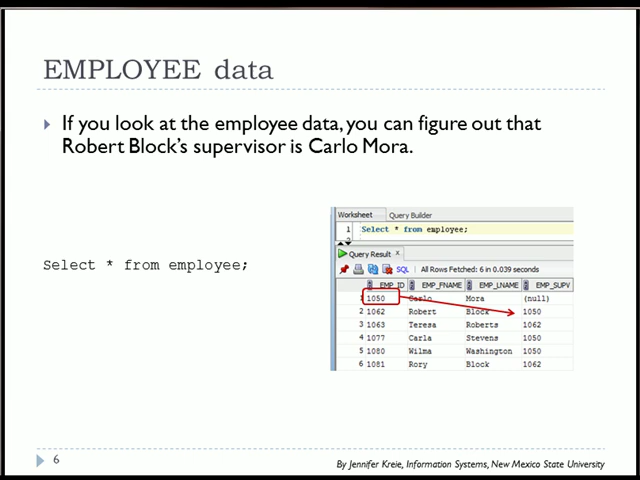 EMPLOYEE data
If you look at the employee data, you can figure out that
Robert Block's supervisor is Carlo Mora.
Select * from employee;
Worksheet Query Builder
1 Select * from employee;
2
Query Result x
SQL All Rows Fetched: 6 in 0.039 seconds
EMP_ID EMP_FNAME EMP_LNAME EMP_SUPV
1 1050 Carlo Mora (null)
2 1062 Robert Block 1050
3 1063 Teresa Roberts 1062
4 1077 Carla Stevens 1050
5 1080 Wilma Washington 1050
6 1081 Rory Block 1062
6
By Jennifer Kreie, Information Systems, New Mexico State University